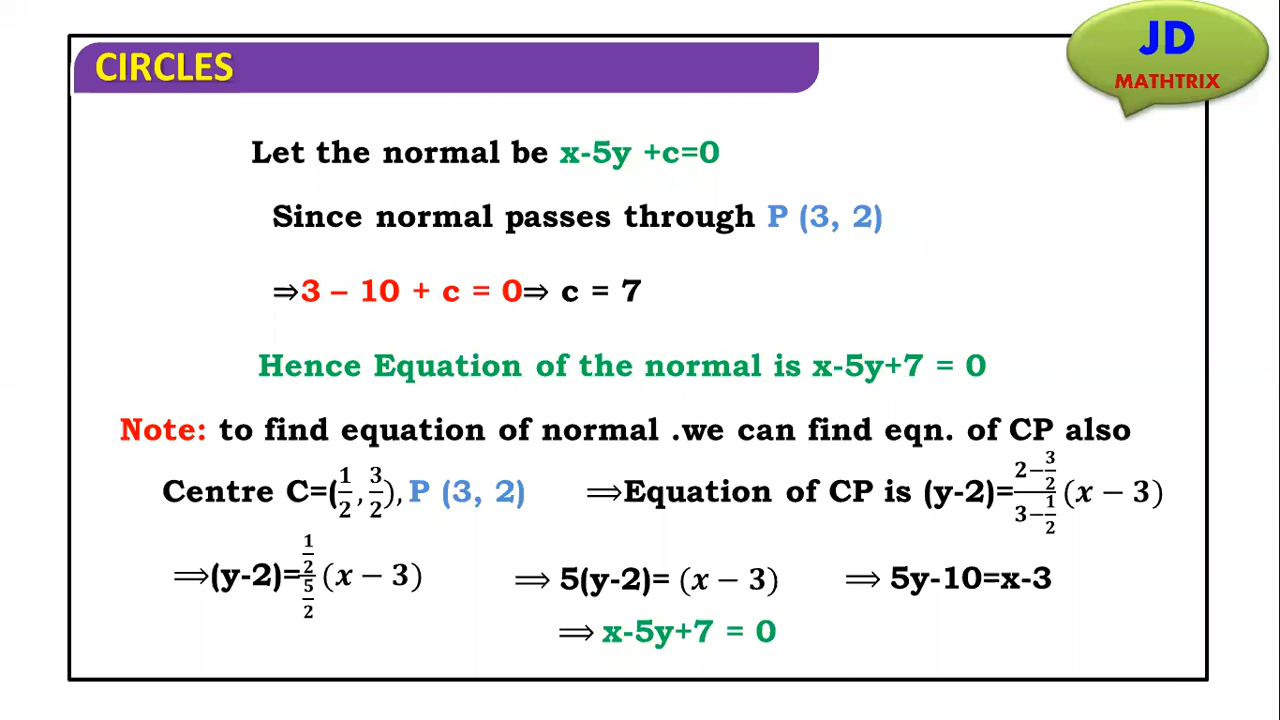 CIRCLES
JD
MATHTRIX
Let the normal be x-5y +c=0
Since normal passes through P (3, 2)
⇒3 – 10 + c = 0⇒ c = 7
Hence Equation of the normal is x-5y+7 = 0
Note: to find equation of normal .we can find eqn. of CP also
Centre C=(1/2, 3/2), P (3, 2) ⟹Equation of CP is (y-2)=(2−3/2)/(3−1/2) (x − 3)
⟹(y-2)=(1/2)/(5/2) (x − 3) ⟹ 5(y-2)= (x − 3) ⟹ 5y-10=x-3
⟹ x-5y+7 = 0